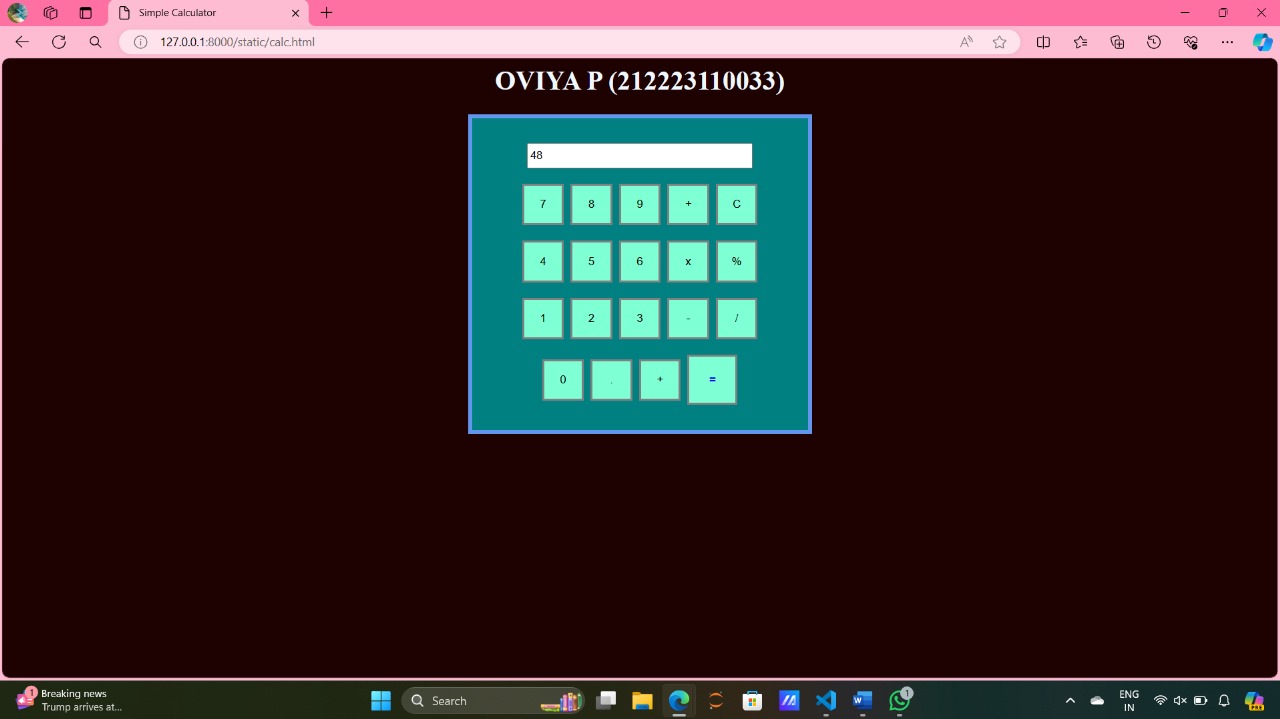 Simple Calculator
127.0.0.1:8000/static/calc.html
OVIYA P (212223110033)
48
7 8 9 + C
4 5 6 x %
1 2 3 - /
0 . + =
1 Breaking news
Trump arrives at...
Search
1
ENG
IN
PRE